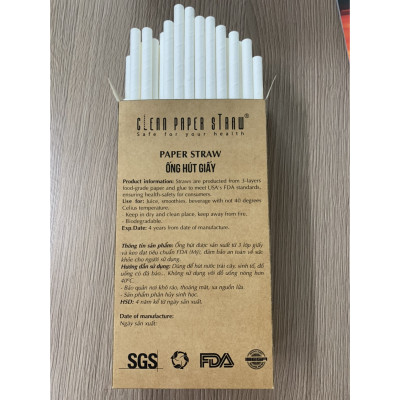 CLEAN PAPER STRAW®
Safe for your health
PAPER STRAW
ỐNG HÚT GIẤY
Product information: Straws are producted from 3-layers
food-grade paper and glue to meet USA's FDA standards,
ensuring health safety for consumers.
Use for: Juice, smoothies, beverage with not 40 degrees
Celius temperature.
- Keep in dry and clean place, keep away from fire,
- Biodegradable.
Exp.Date: 4 years from date of manufacture.
Thông tin sản phẩm: Ống hút được sản xuất từ 3 lớp giấy
và keo đạt tiêu chuẩn FDA (Mỹ), đảm bảo an toàn về sức
khỏe cho người sử dụng.
Hướng dẫn sử dụng: Dùng để hút nước trái cây, sinh tố, đồ
uống có đá bào... Không sử dụng với đồ uống nóng hơn
40°C.
- Bảo quản nơi khô ráo, thoáng mát, xa nguồn lửa.
- Sản phẩm phân hủy sinh học.
HSD: 4 năm kể từ ngày sản xuất.
Date of manufacture:
Ngày sản xuất:
SGS
FDA